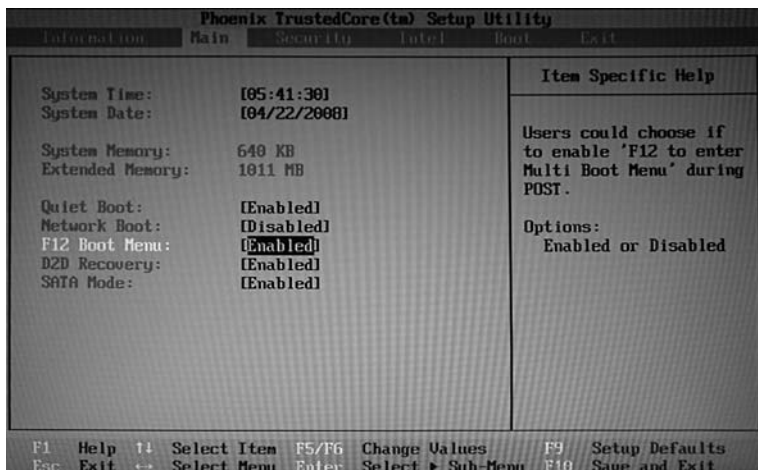 Phoenix TrustedCore(tm) Setup Utility
Information Main Security Intel Boot Exit
Item Specific Help
System Time: [05:41:30]
System Date: [04/22/2008]
System Memory: 640 KB
Extended Memory: 1011 MB
Quiet Boot: [Enabled]
Network Boot: [Disabled]
F12 Boot Menu: [Enabled]
D2D Recovery: [Enabled]
SATA Mode: [Enabled]
Users could choose if
to enable 'F12 to enter
Multi Boot Menu' during
POST.
Options:
Enabled or Disabled
F1 Help ↑↓ Select Item F5/F6 Change Values F9 Setup Defaults
Esc Exit ↔ Select Menu Enter Select ▶ Sub-Menu F10 Save and Exit